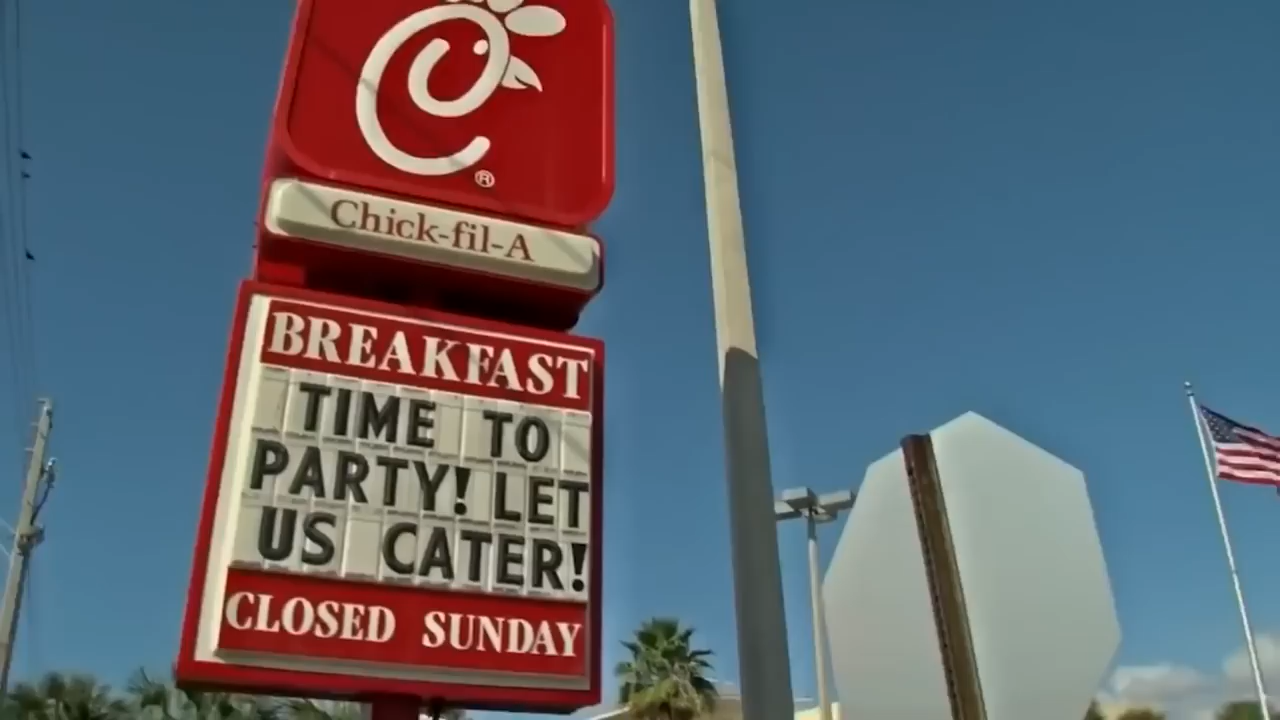 ®
Chick-fil-A
BREAKFAST
TIME TO
PARTY! LET
US CATER!
CLOSED SUNDAY